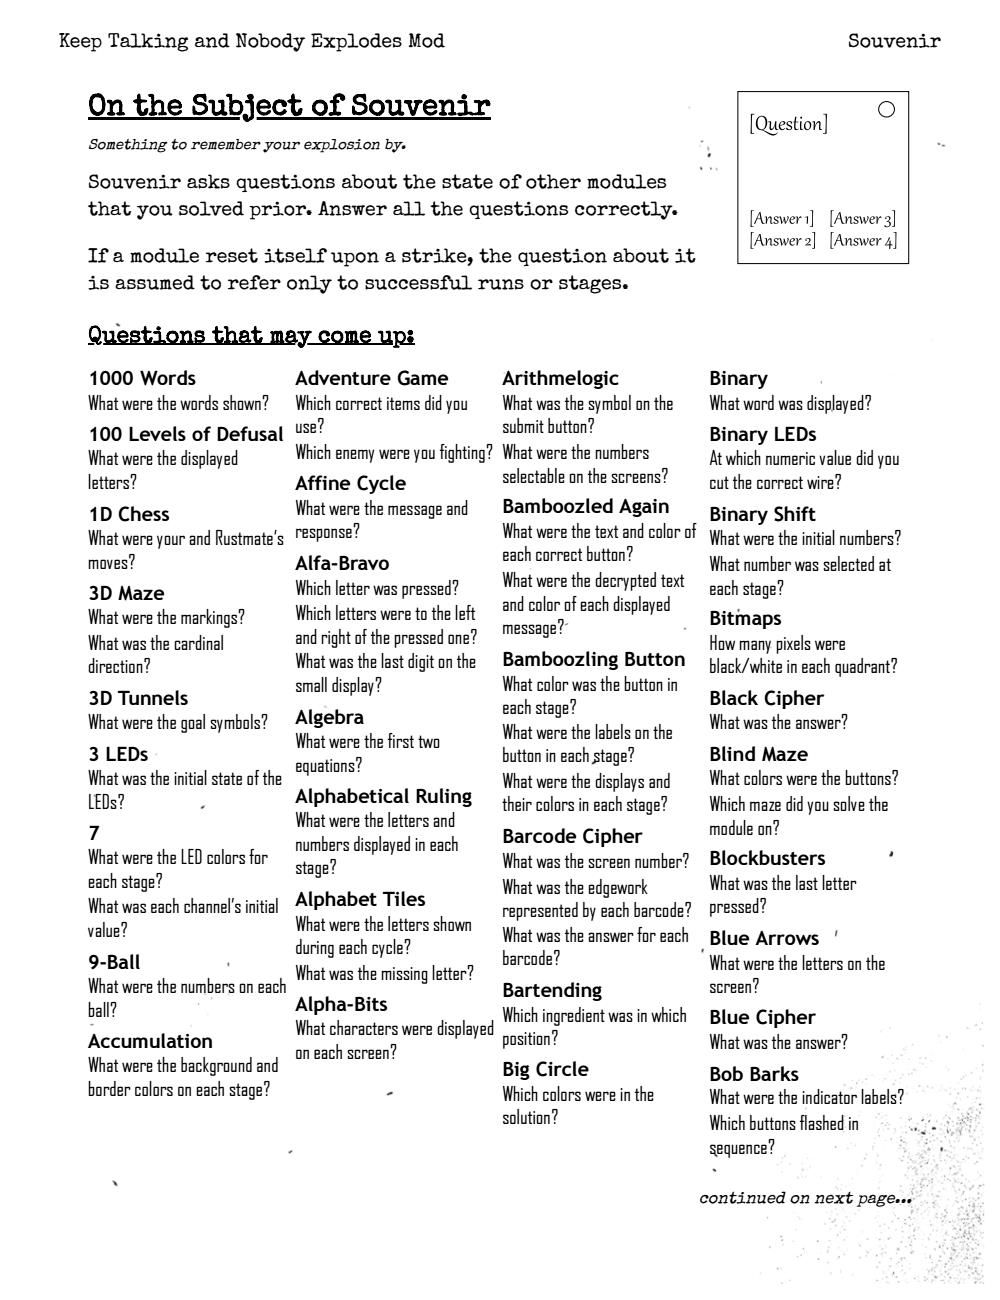 Keep Talking and Nobody Explodes Mod
Souvenir
On the Subject of Souvenir
Something to remember your explosion by.
Souvenir asks questions about the state of other modules
that you solved prior. Answer all the questions correctly.
If a module reset itself upon a strike, the question about it
is assumed to refer only to successful runs or stages.
[Question]
[Answer 1] [Answer 3]
[Answer 2] [Answer 4]
Questions that may come up:
1000 Words
What were the words shown?
100 Levels of Defusal
What were the displayed
letters?
1D Chess
What were your and Rustmate's
moves?
3D Maze
What were the markings?
What was the cardinal
direction?
3D Tunnels
What were the goal symbols?
3 LEDs
What was the initial state of the
LEDs?
7
What were the LED colors for
each stage?
What was each channel's initial
value?
9-Ball
What were the numbers on each
ball?
Accumulation
What were the background and
border colors on each stage?
Adventure Game
Which correct items did you
use?
Which enemy were you fighting?
Affine Cycle
What were the message and
response?
Alfa-Bravo
Which letter was pressed?
Which letters were to the left
and right of the pressed one?
What was the last digit on the
small display?
Algebra
What were the first two
equations?
Alphabetical Ruling
What were the letters and
numbers displayed in each
stage?
Alphabet Tiles
What were the letters shown
during each cycle?
What was the missing letter?
Alpha-Bits
What characters were displayed
on each screen?
Arithmelogic
What was the symbol on the
submit button?
What were the numbers
selectable on the screens?
Bamboozled Again
What were the text and color of
each correct button?
What were the decrypted text
and color of each displayed
message?
Bamboozling Button
What color was the button in
each stage?
What were the labels on the
button in each stage?
What were the displays and
their colors in each stage?
Barcode Cipher
What was the screen number?
What was the edgework
represented by each barcode?
What was the answer for each
barcode?
Bartending
Which ingredient was in which
position?
Big Circle
Which colors were in the
solution?
Binary
What word was displayed?
Binary LEDs
At which numeric value did you
cut the correct wire?
Binary Shift
What were the initial numbers?
What number was selected at
each stage?
Bitmaps
How many pixels were
black/white in each quadrant?
Black Cipher
What was the answer?
Blind Maze
What colors were the buttons?
Which maze did you solve the
module on?
Blockbusters
What was the last letter
pressed?
Blue Arrows
What were the letters on the
screen?
Blue Cipher
What was the answer?
Bob Barks
What were the indicator labels?
Which buttons flashed in
sequence?
continued on next page...